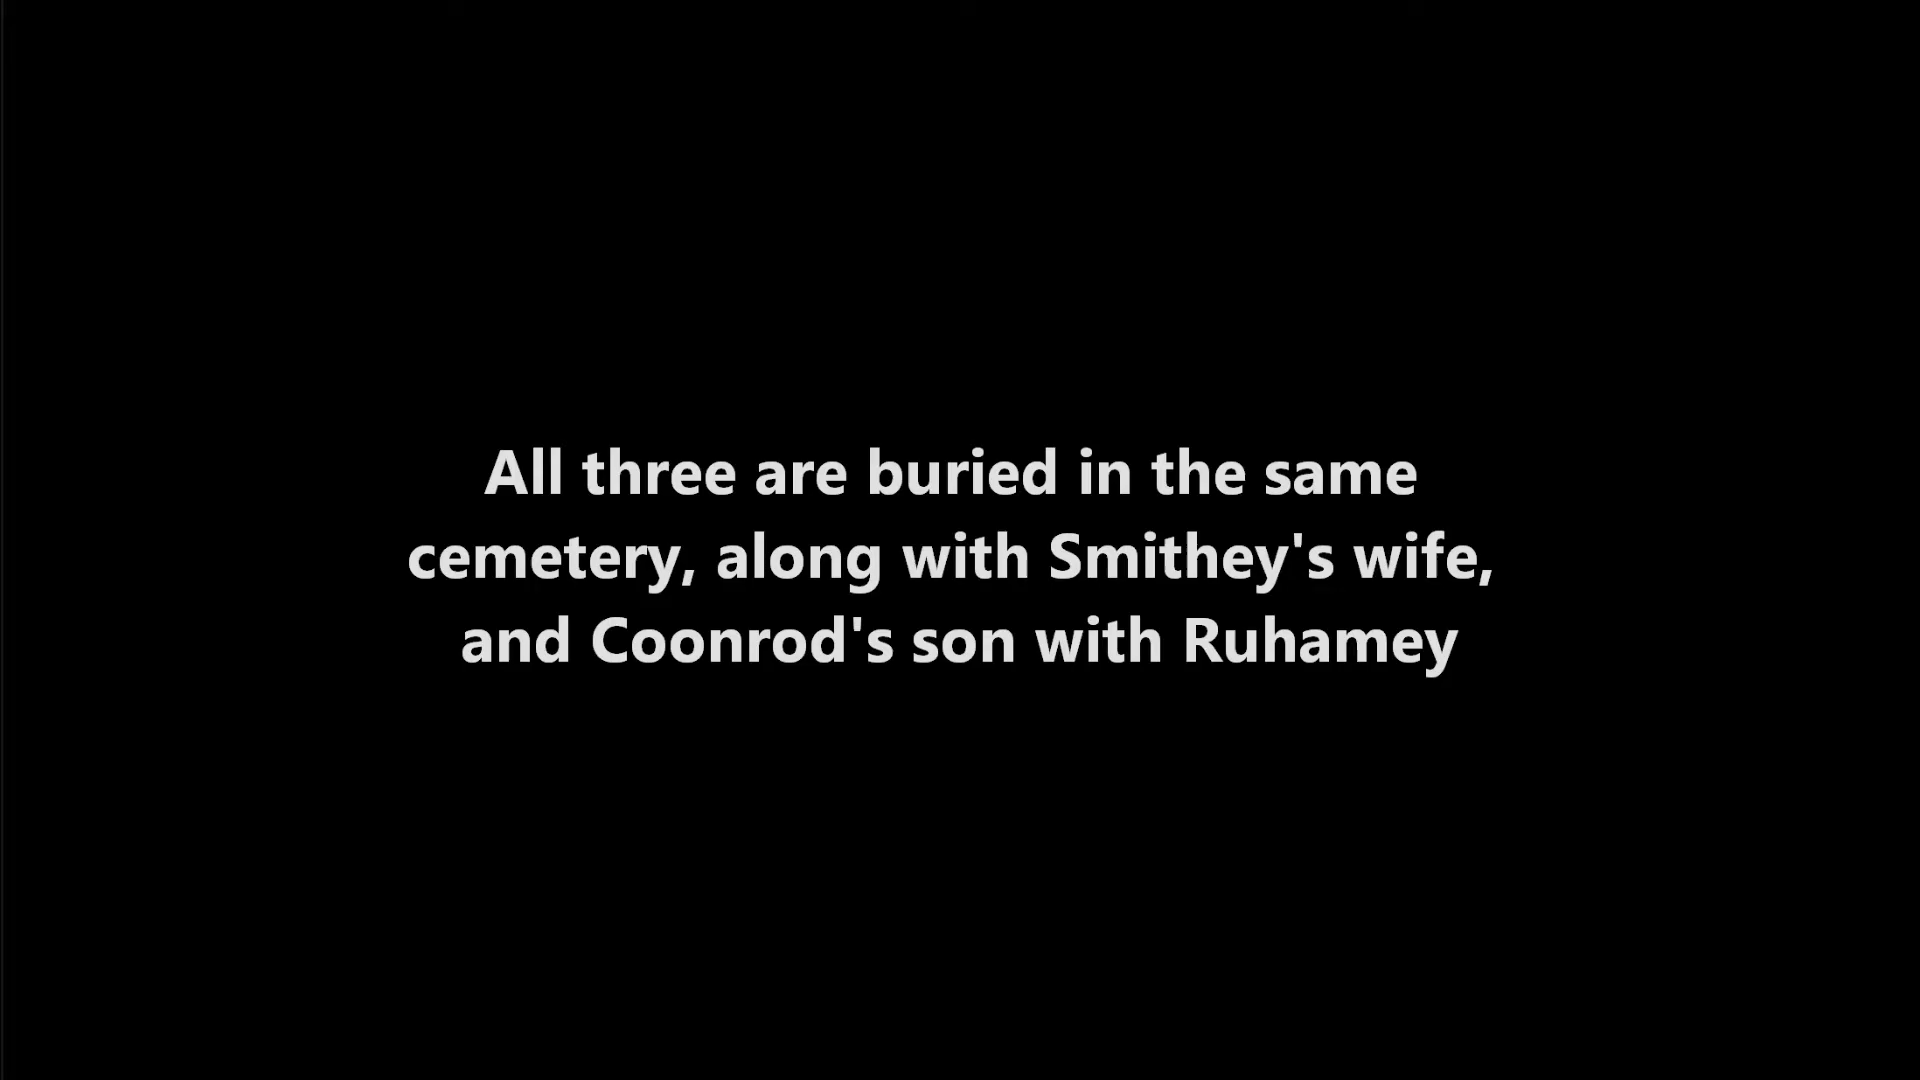 All three are buried in the same
cemetery, along with Smithey's wife,
and Coonrod's son with Ruhamey